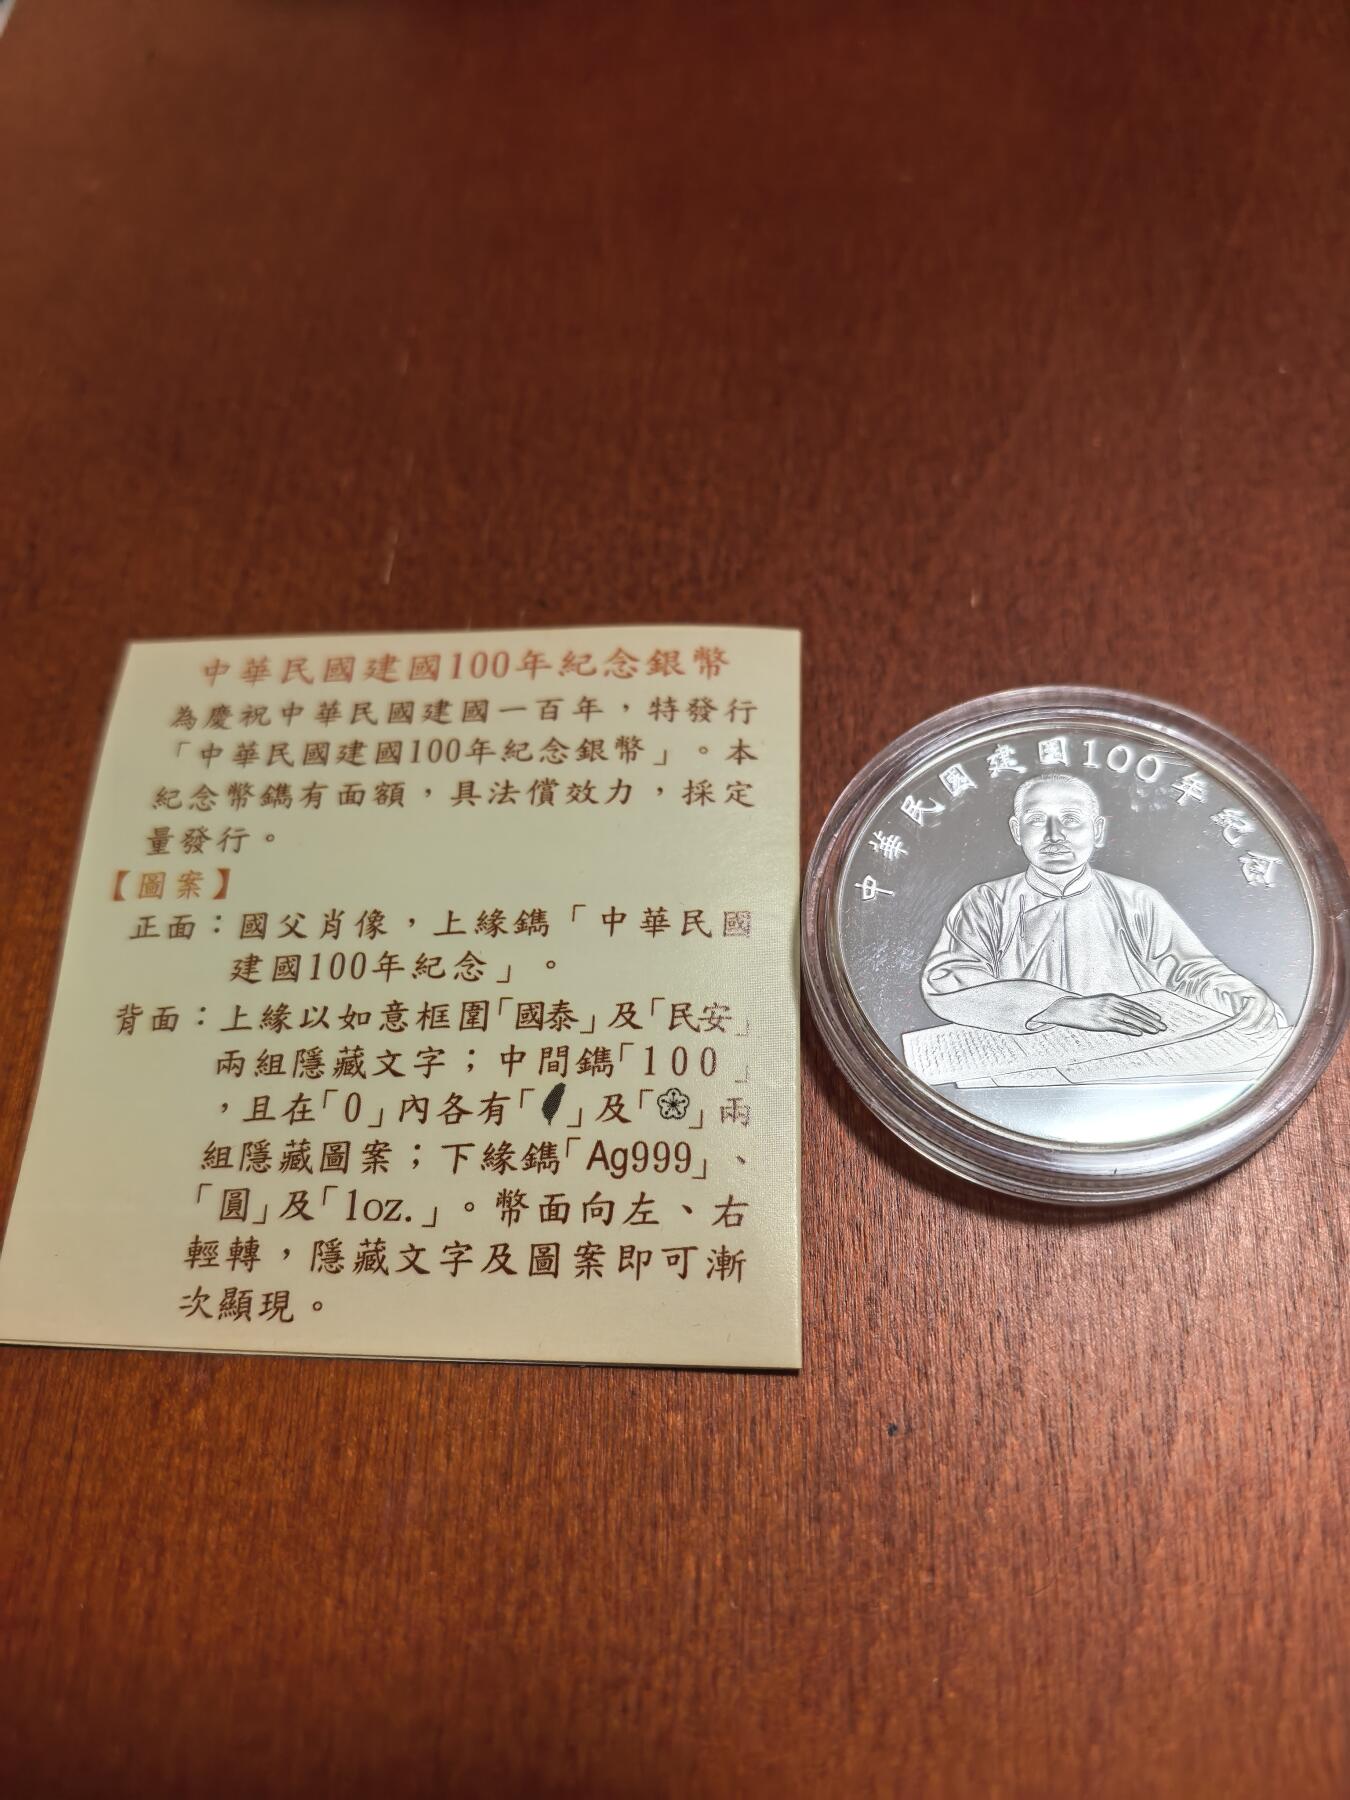 中華民國建國100年紀念銀幣
為慶祝中華民國建國一百年，特發行
「中華民國建國100年紀念銀幣」。本
紀念幣鐫有面額，具法償效力，採定
量發行。
【圖案】
正面：國父肖像，上緣鐫「中華民國
建國100年紀念」。
背面：上緣以如意框圍「國泰」及「民安」
兩組隱藏文字；中間鐫「100」
，且在「0」內各有「」及「」兩
組隱藏圖案；下緣鐫「Ag999」、
「圓」及「1oz.」。幣面向左、右
輕轉，隱藏文字及圖案即可漸
次顯現。
中華民國建國100年紀念